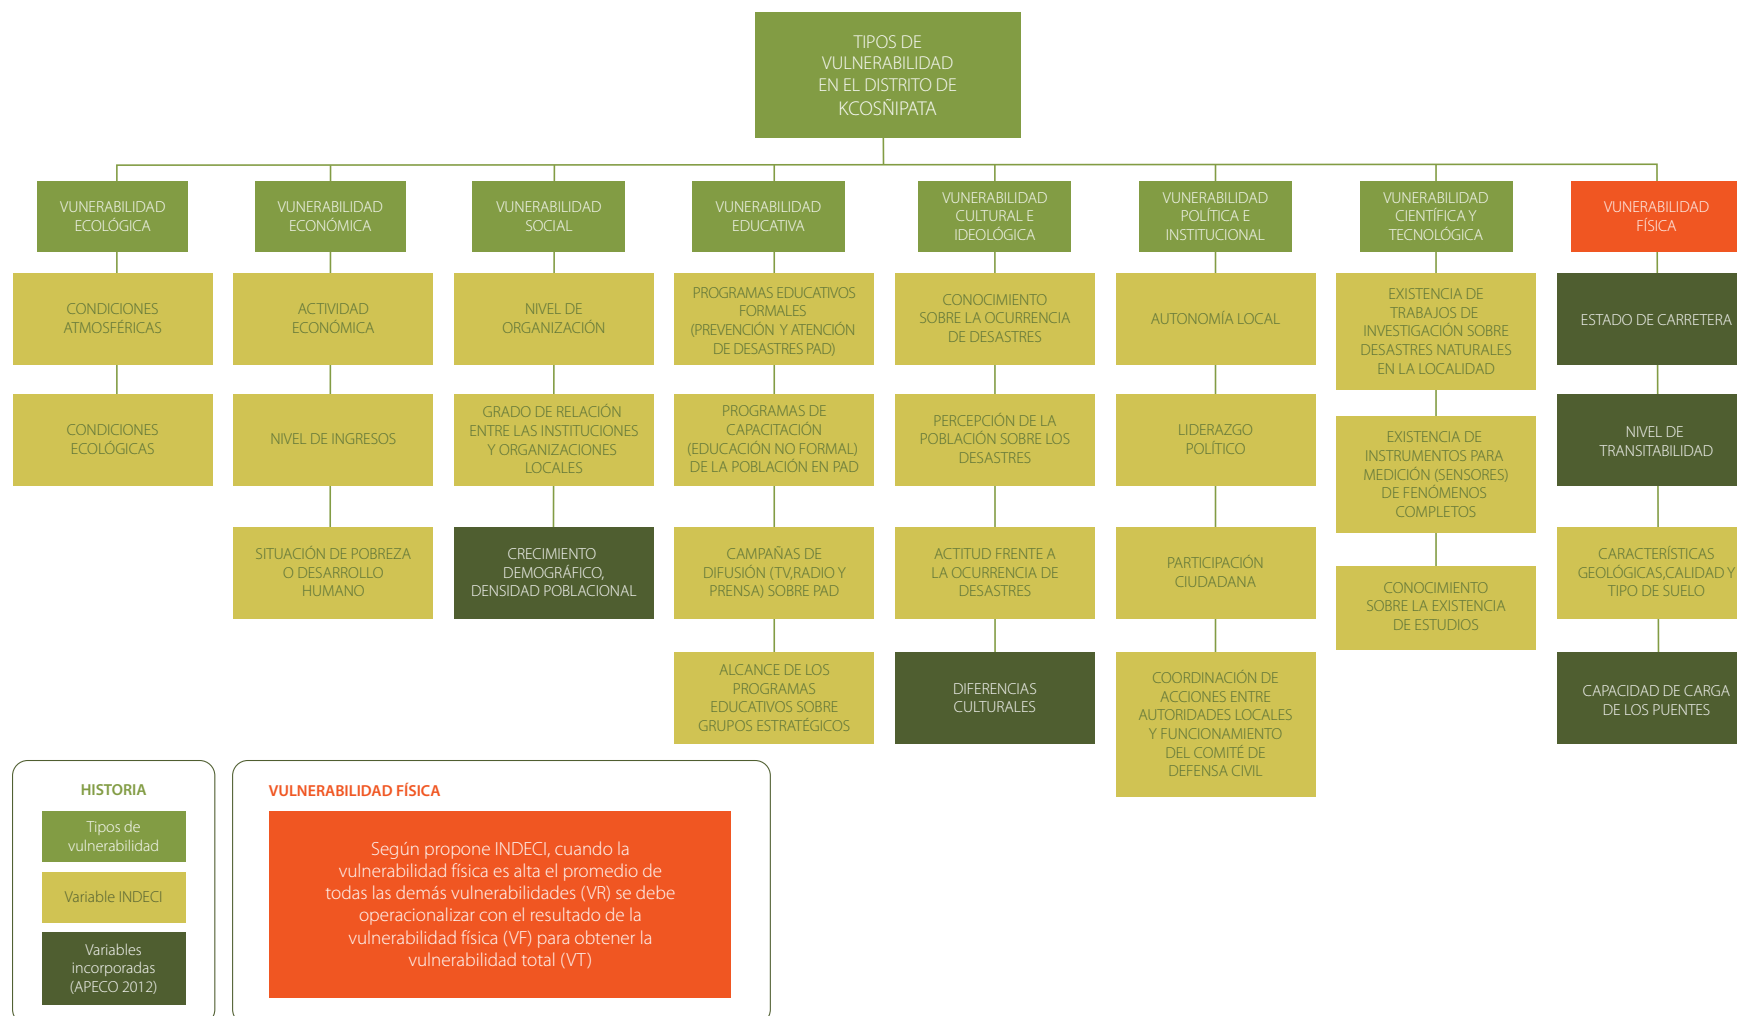 TIPOS DE
VULNERABILIDAD
EN EL DISTRITO DE
KCOSÑIPATA
VUNERABILIDAD
ECOLÓGICA
CONDICIONES
ATMOSFÉRICAS
CONDICIONES
ECOLÓGICAS
VUNERABILIDAD
ECONÓMICA
ACTIVIDAD
ECONÓMICA
NIVEL DE INGRESOS
SITUACIÓN DE POBREZA
O DESARROLLO
HUMANO
VUNERABILIDAD
SOCIAL
NIVEL DE
ORGANIZACIÓN
GRADO DE RELACIÓN
ENTRE LAS INSTITUCIONES
Y ORGANIZACIONES
LOCALES
CRECIMIENTO
DEMOGRÁFICO,
DENSIDAD POBLACIONAL
VUNERABILIDAD
EDUCATIVA
PROGRAMAS EDUCATIVOS
FORMALES
(PREVENCIÓN Y ATENCIÓN
DE DESASTRES PAD)
PROGRAMAS DE
CAPACITACIÓN
(EDUCACIÓN NO FORMAL)
DE LA POBLACIÓN EN PAD
CAMPAÑAS DE
DIFUSIÓN (TV,RADIO Y
PRENSA) SOBRE PAD
ALCANCE DE LOS
PROGRAMAS
EDUCATIVOS SOBRE
GRUPOS ESTRATÉGICOS
VUNERABILIDAD
CULTURAL E
IDEOLÓGICA
CONOCIMIENTO
SOBRE LA OCURRENCIA
DE DESASTRES
PERCEPCIÓN DE LA
POBLACIÓN SOBRE LOS
DESASTRES
ACTITUD FRENTE A
LA OCURRENCIA DE
DESASTRES
DIFERENCIAS
CULTURALES
VUNERABILIDAD
POLÍTICA E
INSTITUCIONAL
AUTONOMÍA LOCAL
LIDERAZGO
POLÍTICO
PARTICIPACIÓN
CIUDADANA
COORDINACIÓN DE
ACCIONES ENTRE
AUTORIDADES LOCALES
Y FUNCIONAMIENTO
DEL COMITÉ DE
DEFENSA CIVIL
VUNERABILIDAD
CIENTÍFICA Y
TECNOLÓGICA
EXISTENCIA DE
TRABAJOS DE
INVESTIGACIÓN SOBRE
DESASTRES NATURALES
EN LA LOCALIDAD
EXISTENCIA DE
INSTRUMENTOS PARA
MEDICIÓN (SENSORES)
DE FENÓMENOS
COMPLETOS
CONOCIMIENTO
SOBRE LA EXISTENCIA
DE ESTUDIOS
VUNERABILIDAD
FÍSICA
ESTADO DE CARRETERA
NIVEL DE
TRANSITABILIDAD
CARACTERÍSTICAS
GEOLÓGICAS,CALIDAD Y
TIPO DE SUELO
CAPACIDAD DE CARGA
DE LOS PUENTES
HISTORIA
Tipos de
vulnerabilidad
Variable INDECI
Variables
incorporadas
(APECO 2012)
VULNERABILIDAD FÍSICA
Según propone INDECI, cuando la
vulnerabilidad física es alta el promedio de
todas las demás vulnerabilidades (VR) se debe
operacionalizar con el resultado de la
vulnerabilidad física (VF) para obtener la
vulnerabilidad total (VT)